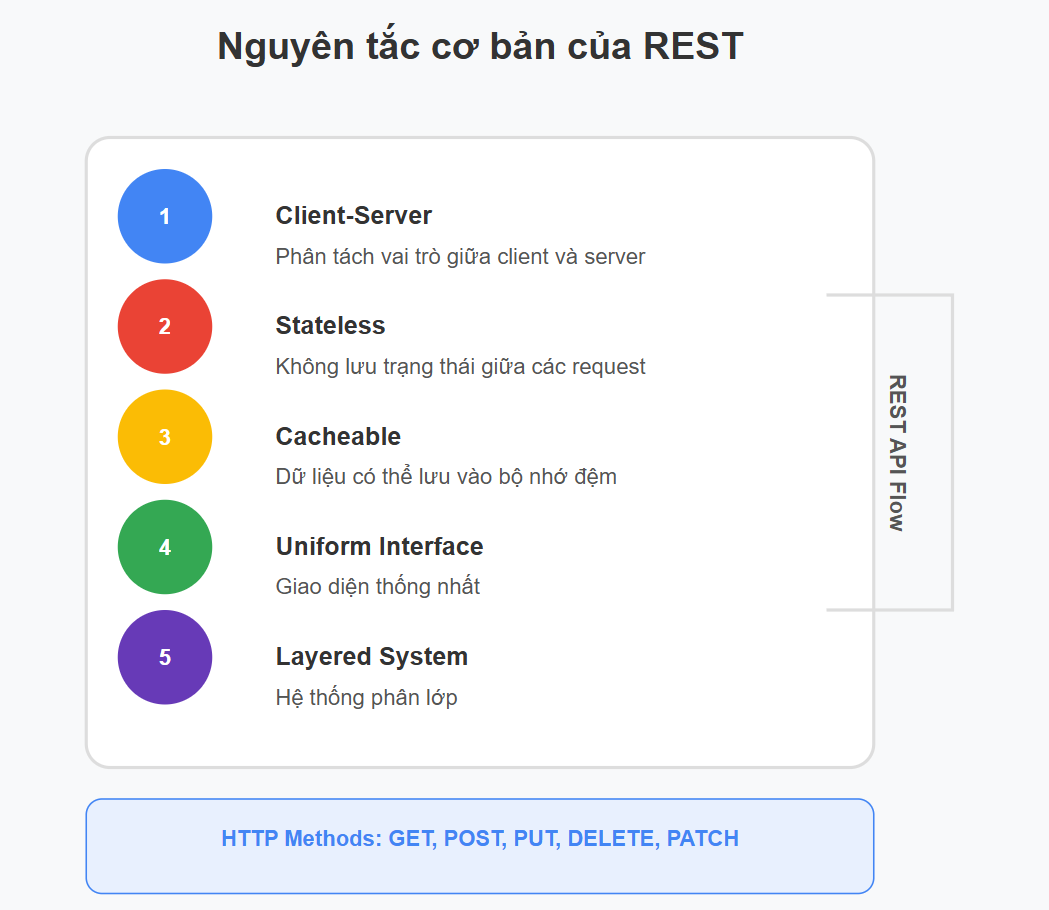 Nguyên tắc cơ bản của REST
1
Client-Server
Phân tách vai trò giữa client và server
2
Stateless
Không lưu trạng thái giữa các request
3
Cacheable
Dữ liệu có thể lưu vào bộ nhớ đệm
4
Uniform Interface
Giao diện thống nhất
5
Layered System
Hệ thống phân lớp
REST API Flow
HTTP Methods: GET, POST, PUT, DELETE, PATCH